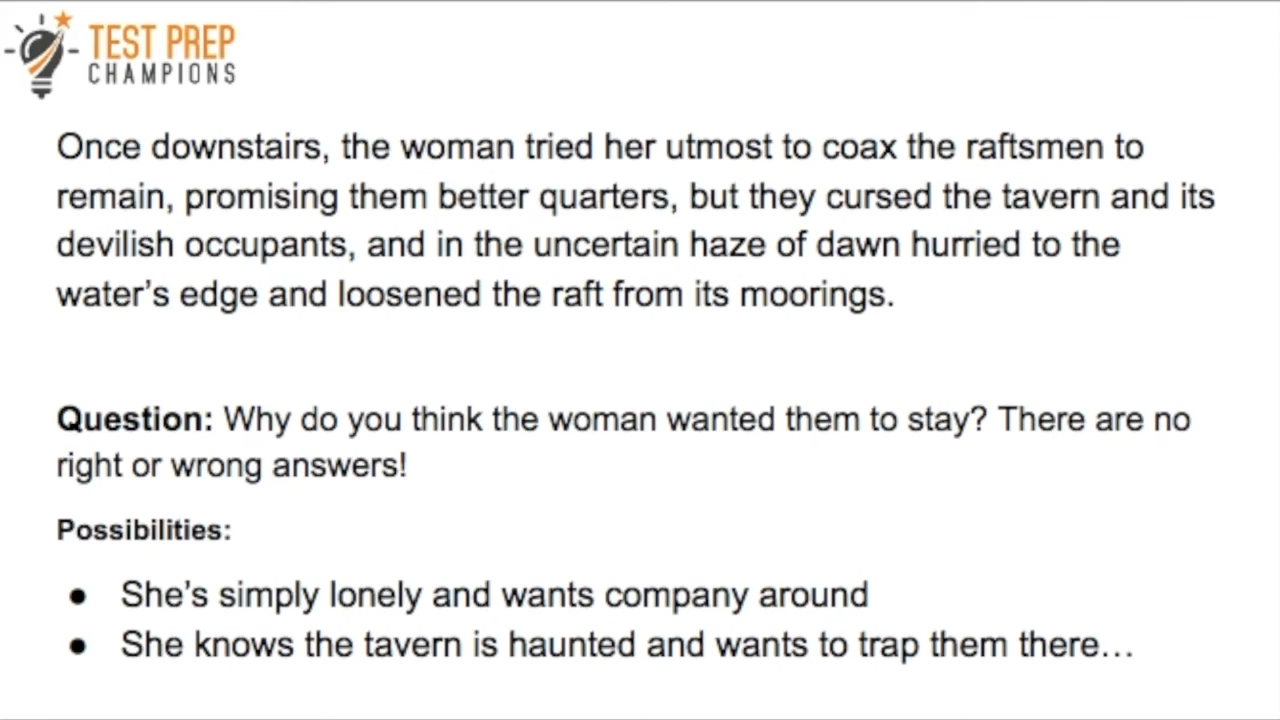 TEST PREP
CHAMPIONS
Once downstairs, the woman tried her utmost to coax the raftsmen to
remain, promising them better quarters, but they cursed the tavern and its
devilish occupants, and in the uncertain haze of dawn hurried to the
water’s edge and loosened the raft from its moorings.
Question: Why do you think the woman wanted them to stay? There are no
right or wrong answers!
Possibilities:
● She’s simply lonely and wants company around
● She knows the tavern is haunted and wants to trap them there…